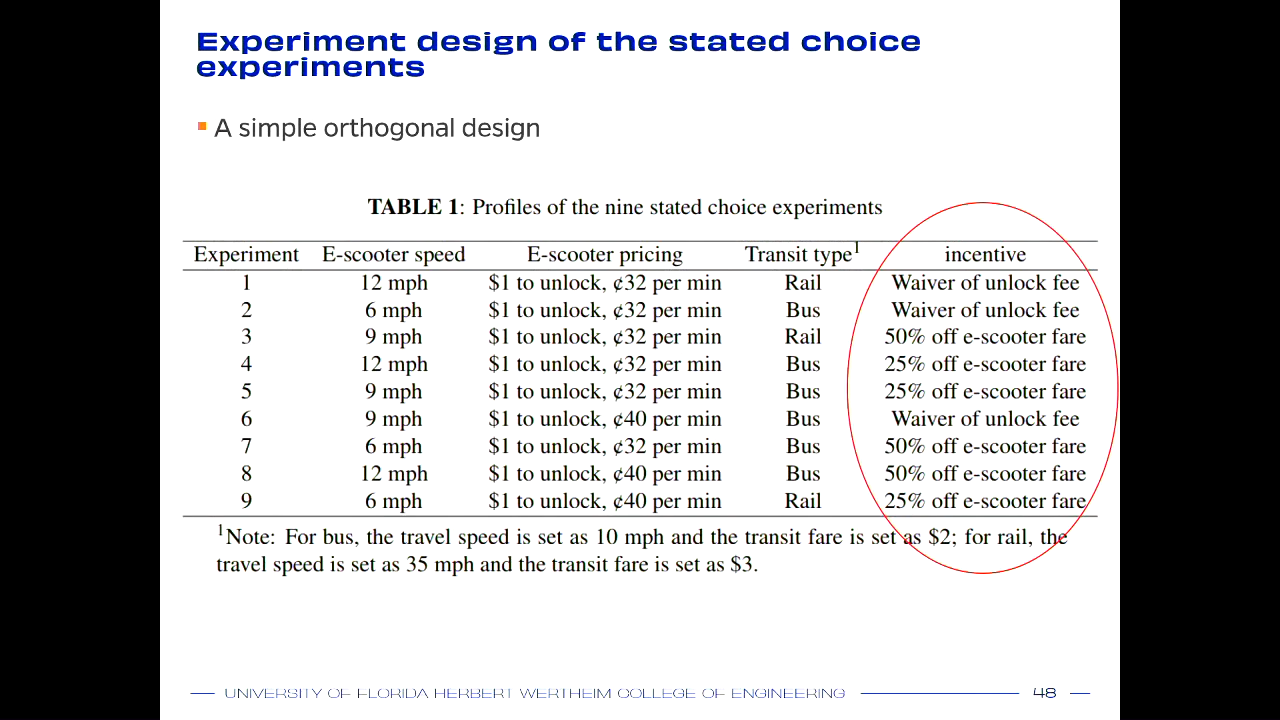 Experiment design of the stated choice
experiments
A simple orthogonal design
TABLE 1: Profiles of the nine stated choice experiments
Experiment E-scooter speed E-scooter pricing Transit type¹ incentive
1 12 mph $1 to unlock, ¢32 per min Rail Waiver of unlock fee
2 6 mph $1 to unlock, ¢32 per min Bus Waiver of unlock fee
3 9 mph $1 to unlock, ¢32 per min Rail 50% off e-scooter fare
4 12 mph $1 to unlock, ¢32 per min Bus 25% off e-scooter fare
5 9 mph $1 to unlock, ¢32 per min Bus 25% off e-scooter fare
6 9 mph $1 to unlock, ¢40 per min Bus Waiver of unlock fee
7 6 mph $1 to unlock, ¢32 per min Bus 50% off e-scooter fare
8 12 mph $1 to unlock, ¢40 per min Bus 50% off e-scooter fare
9 6 mph $1 to unlock, ¢40 per min Rail 25% off e-scooter fare
¹Note: For bus, the travel speed is set as 10 mph and the transit fare is set as $2; for rail, the
travel speed is set as 35 mph and the transit fare is set as $3.
UNIVERSITY OF FLORIDA HERBERT WERTHEIM COLLEGE OF ENGINEERING 48